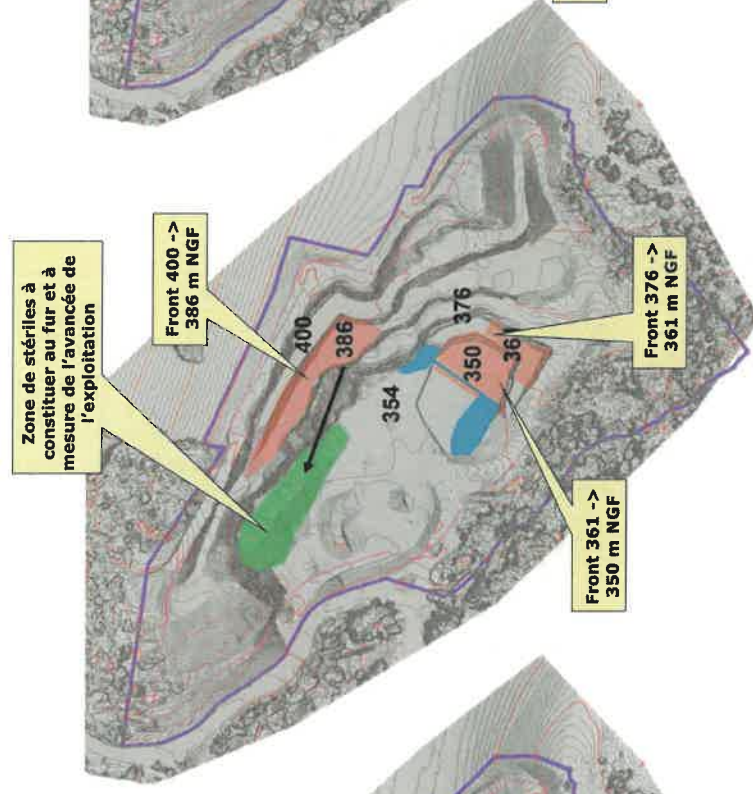 Zone de stériles à
constituer au fur et à
mesure de l'avancée de
l'exploitation
Front 400 ->
386 m NGF
400
386
376
354
350
36
Front 376 ->
361 m NGF
Front 361 ->
350 m NGF